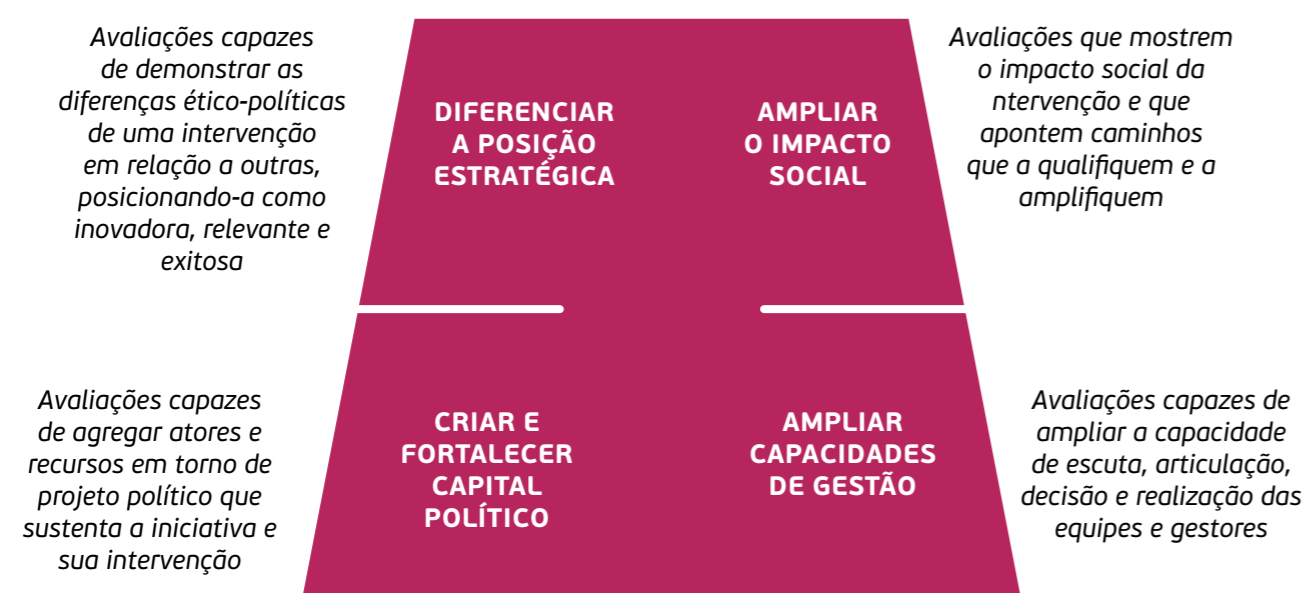 Avaliações capazes
de demonstrar as
diferenças ético-políticas
de uma intervenção
em relação a outras,
posicionando-a como
inovadora, relevante e
exitosa
DIFERENCIAR
A POSIÇÃO
ESTRATÉGICA
AMPLIAR
O IMPACTO
SOCIAL
Avaliações que mostrem
o impacto social da
ntervenção e que
apontem caminhos
que a qualifiquem e a
amplifiquem
Avaliações capazes
de agregar atores e
recursos em torno de
projeto político que
sustenta a iniciativa e
sua intervenção
CRIAR E
FORTALECER
CAPITAL
POLÍTICO
AMPLIAR
CAPACIDADES
DE GESTÃO
Avaliações capazes de
ampliar a capacidade
de escuta, articulação,
decisão e realização das
equipes e gestores